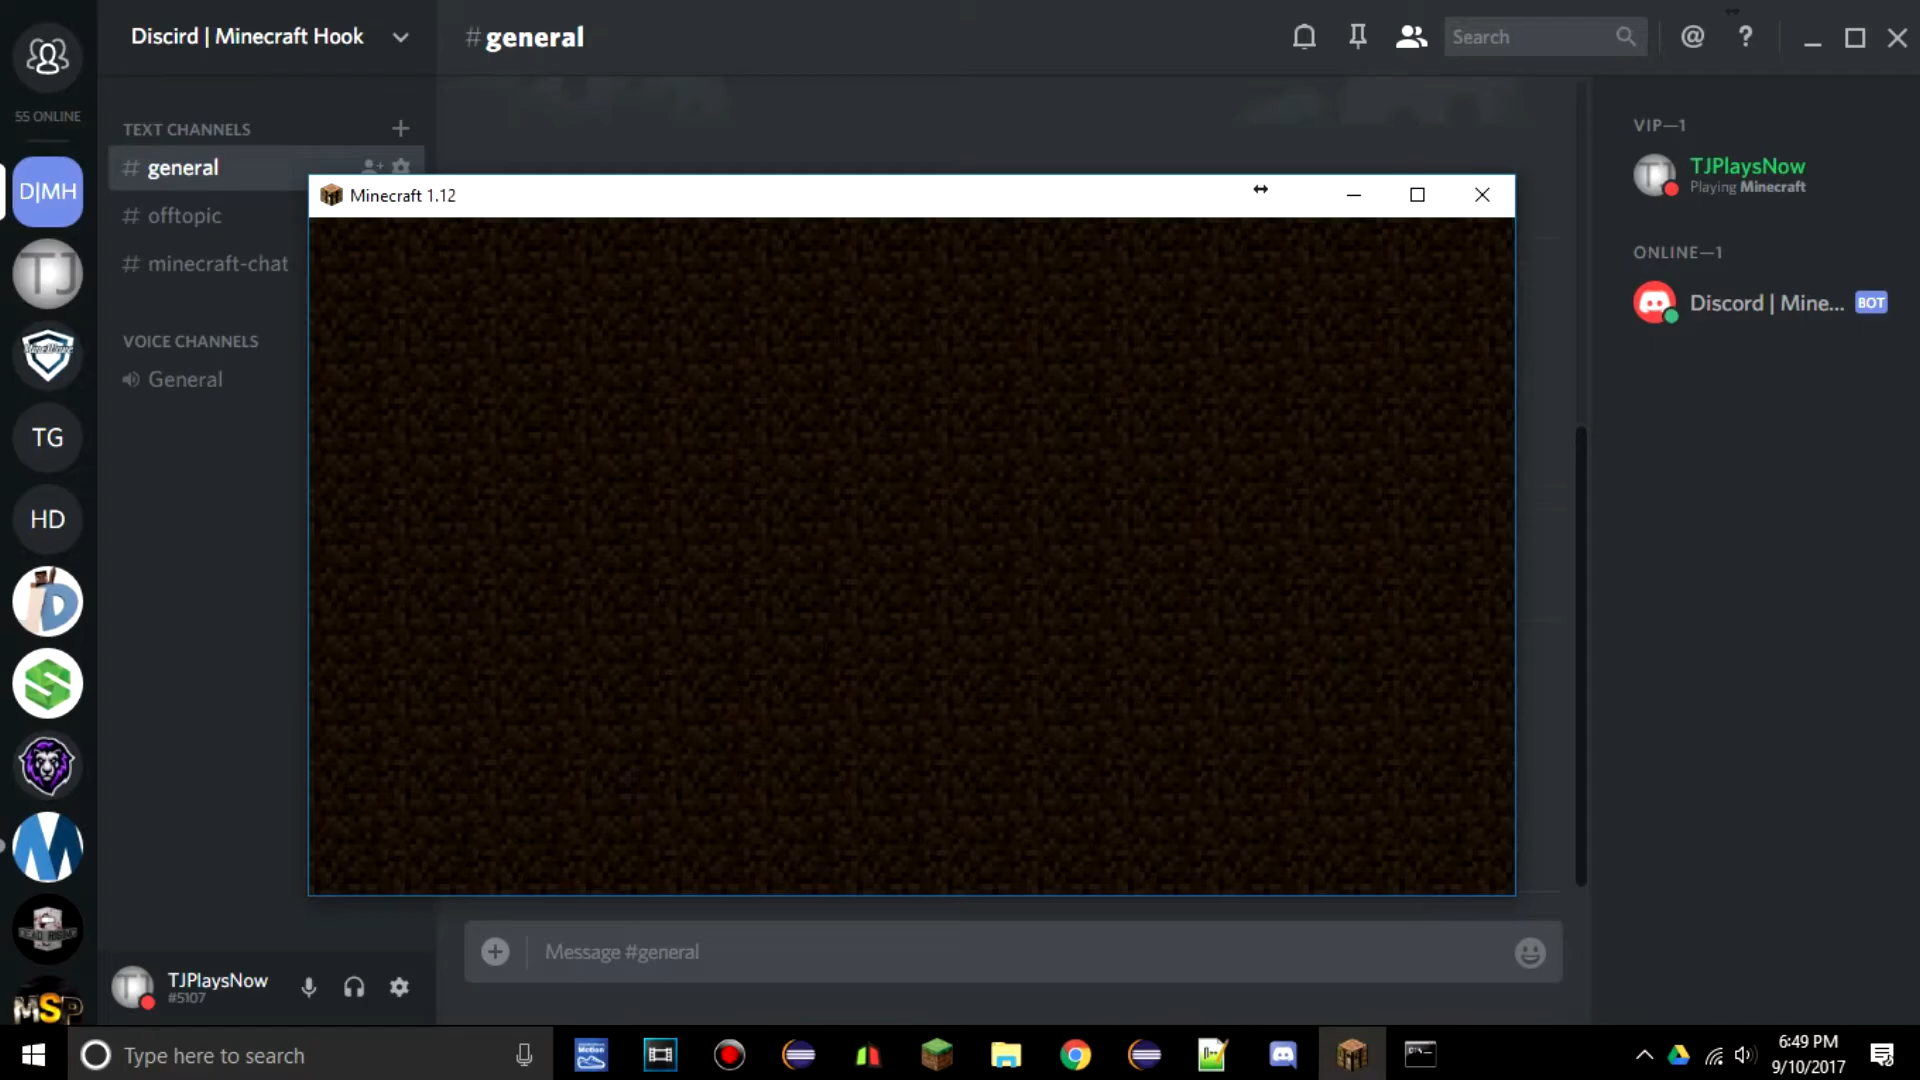 55 ONLINE
D|MH
TJ
TG
HD
D
MSP
Discird | Minecraft Hook
TEXT CHANNELS
# general
# offtopic
# minecraft-chat
VOICE CHANNELS
General
TJPlaysNow
#5107
# general
Search
@ ?
Minecraft 1.12
Message #general
VIP—1
TJPlaysNow
Playing Minecraft
ONLINE—1
Discord | Mine... BOT
Type here to search
6:49 PM
9/10/2017